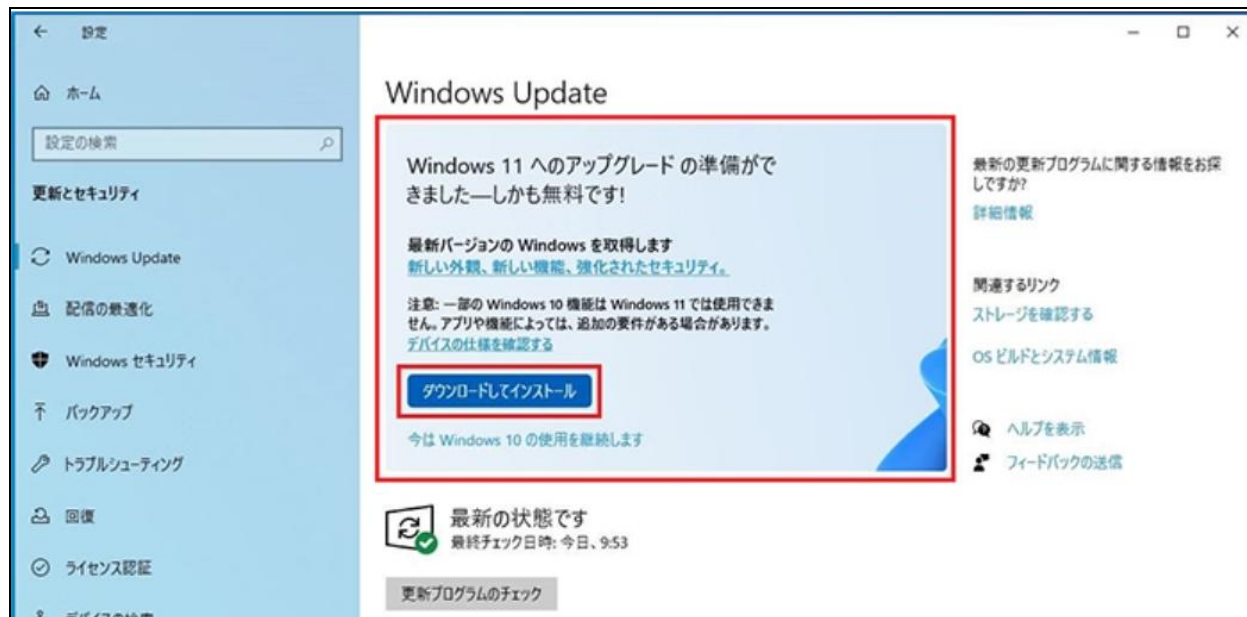 設定
ホーム
設定の検索
更新とセキュリティ
Windows Update
配信の最適化
Windows セキュリティ
バックアップ
トラブルシューティング
回復
ライセンス認証
デバイスの検索
Windows Update
Windows 11 へのアップグレード の準備がで
きました—しかも無料です!
最新バージョンの Windows を取得します
新しい外観、新しい機能、強化されたセキュリティ。
注意: 一部の Windows 10 機能は Windows 11 では使用できま
せん。アプリや機能によっては、追加の要件がある場合があります。
デバイスの仕様を確認する
ダウンロードしてインストール
今は Windows 10 の使用を継続します
最新の状態です
最終チェック日時: 今日、9:53
更新プログラムのチェック
最新の更新プログラムに関する情報をお探
しですか?
詳細情報
関連するリンク
ストレージを確認する
OS ビルドとシステム情報
ヘルプを表示
フィードバックの送信